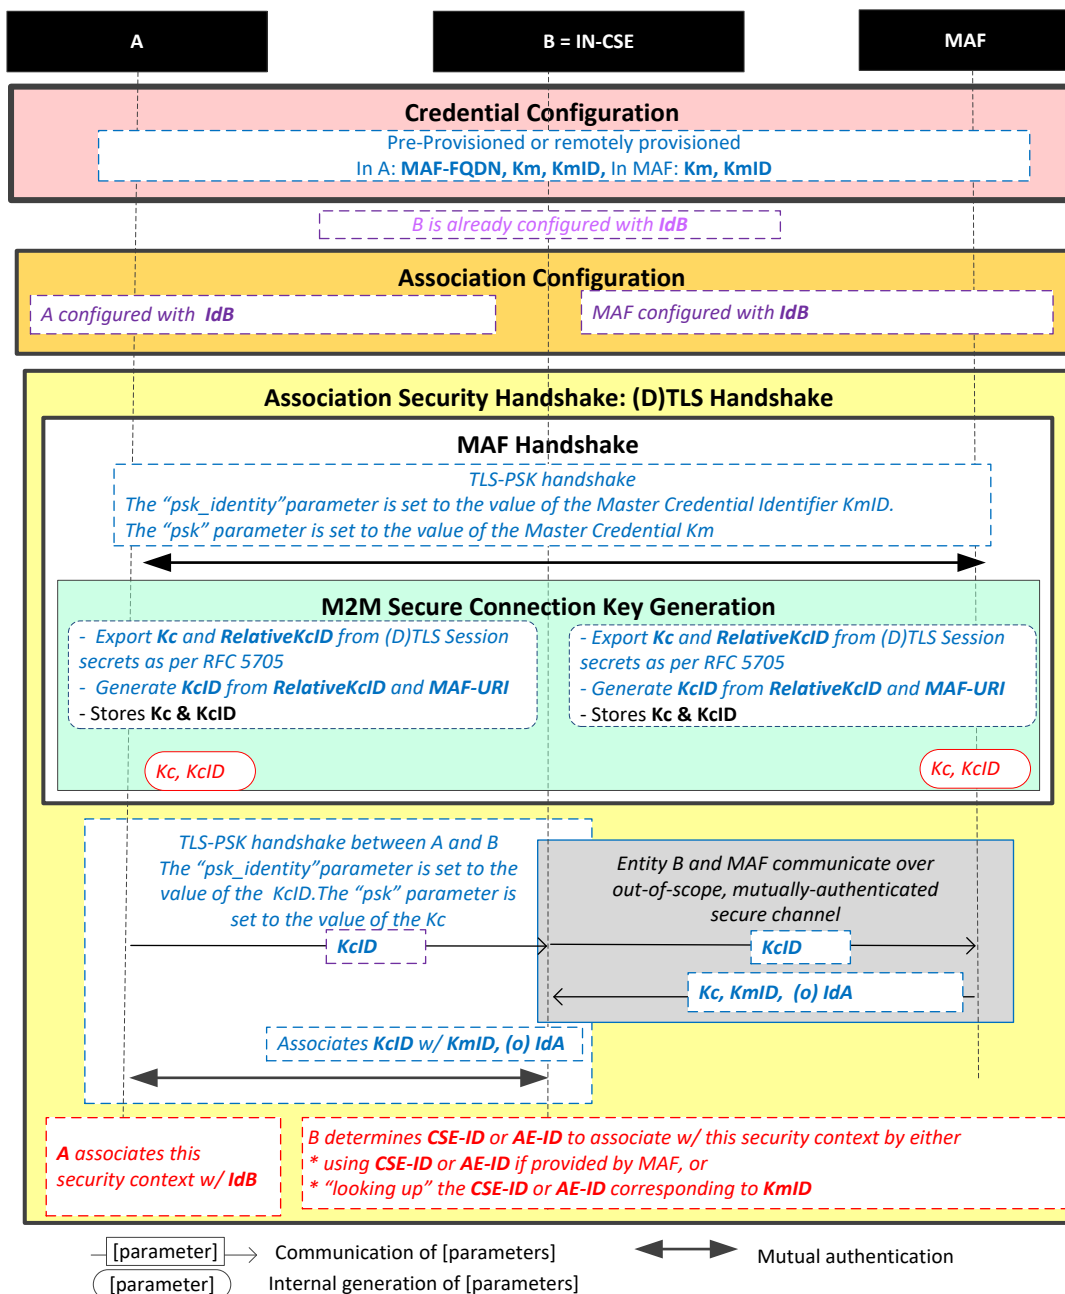 A
B = IN-CSE
MAF
Credential Configuration
Pre-Provisioned or remotely provisioned
In A: MAF-FQDN, Km, KmID, In MAF: Km, KmID
B is already configured with IdB
Association Configuration
A configured with IdB
MAF configured with IdB
Association Security Handshake: (D)TLS Handshake
MAF Handshake
TLS-PSK handshake
The “psk_identity”parameter is set to the value of the Master Credential Identifier KmID.
The “psk” parameter is set to the value of the Master Credential Km
M2M Secure Connection Key Generation
- Export Kc and RelativeKcID from (D)TLS Session
secrets as per RFC 5705
- Generate KcID from RelativeKcID and MAF-URI
- Stores Kc & KcID
- Export Kc and RelativeKcID from (D)TLS Session
secrets as per RFC 5705
- Generate KcID from RelativeKcID and MAF-URI
- Stores Kc & KcID
Kc, KcID
Kc, KcID
TLS-PSK handshake between A and B
The “psk_identity”parameter is set to the
value of the KcID.The “psk” parameter is
set to the value of the Kc
Entity B and MAF communicate over
out-of-scope, mutually-authenticated
secure channel
KcID
KcID
Kc, KmID, (o) IdA
Associates KcID w/ KmID, (o) IdA
A associates this
security context w/ IdB
B determines CSE-ID or AE-ID to associate w/ this security context by either
* using CSE-ID or AE-ID if provided by MAF, or
* “looking up” the CSE-ID or AE-ID corresponding to KmID
[parameter]
Communication of [parameters]
Mutual authentication
[parameter]
Internal generation of [parameters]